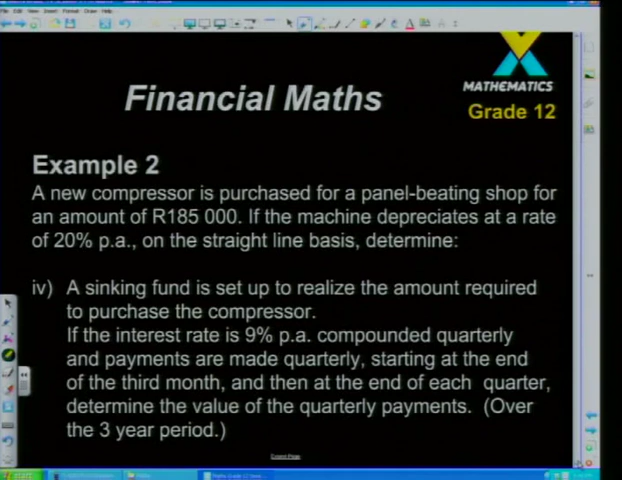 MATHEMATICS
Financial Maths
Grade 12
Example 2
A new compressor is purchased for a panel-beating shop for
an amount of R185 000. If the machine depreciates at a rate
of 20% p.a., on the straight line basis, determine:
iv) A sinking fund is set up to realize the amount required
to purchase the compressor.
If the interest rate is 9% p.a. compounded quarterly
and payments are made quarterly, starting at the end
of the third month, and then at the end of each quarter,
determine the value of the quarterly payments. (Over
the 3 year period.)
Extend Page